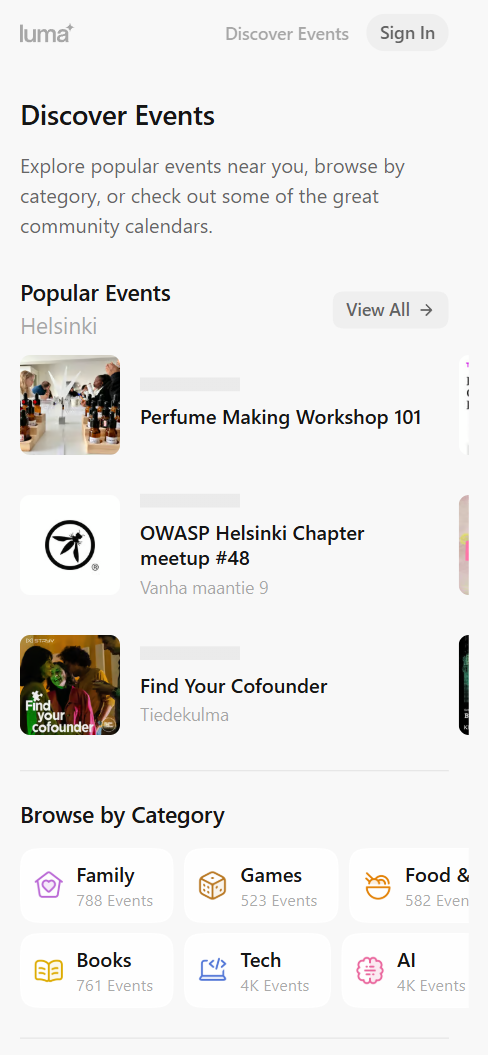 luma
Discover Events
Sign In
Discover Events
Explore popular events near you, browse by
category, or check out some of the great
community calendars.
Popular Events
Helsinki
View All →
Perfume Making Workshop 101
OWASP Helsinki Chapter
meetup #48
Vanha maantie 9
®
Find
your
cofounder
Find Your Cofounder
Tiedekulma
Browse by Category
Family
788 Events
Games
523 Events
Food &
582 Even
Books
761 Events
Tech
4K Events
AI
4K Events